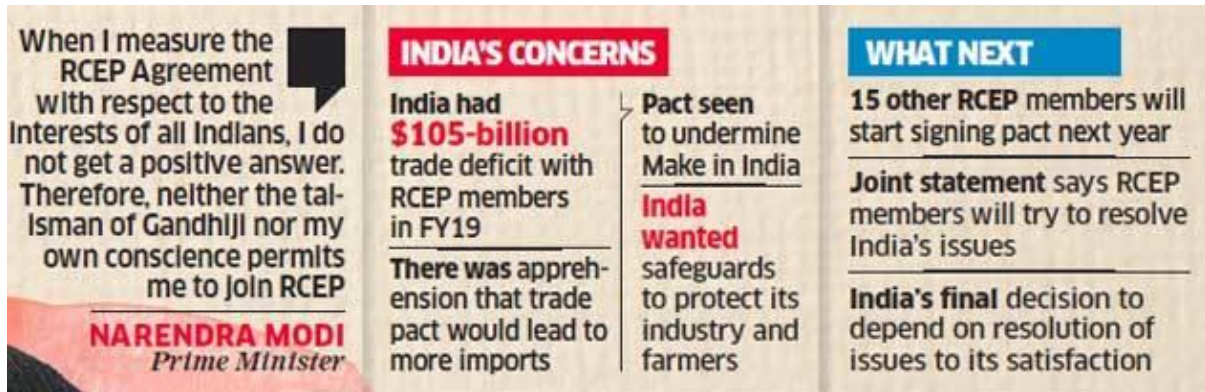 When I measure the
RCEP Agreement
with respect to the
interests of all Indians, I do
not get a positive answer.
Therefore, neither the tal-
isman of Gandhiji nor my
own conscience permits
me to join RCEP
NARENDRA MODI
Prime Minister
INDIA'S CONCERNS
India had
$105-billion
trade deficit with
RCEP members
in FY19
There was appreh-
ension that trade
pact would lead to
more imports
Pact seen
to undermine
Make in India
India
wanted
safeguards
to protect its
industry and
farmers
WHAT NEXT
15 other RCEP members will
start signing pact next year
Joint statement says RCEP
members will try to resolve
India's issues
India's final decision to
depend on resolution of
issues to its satisfaction